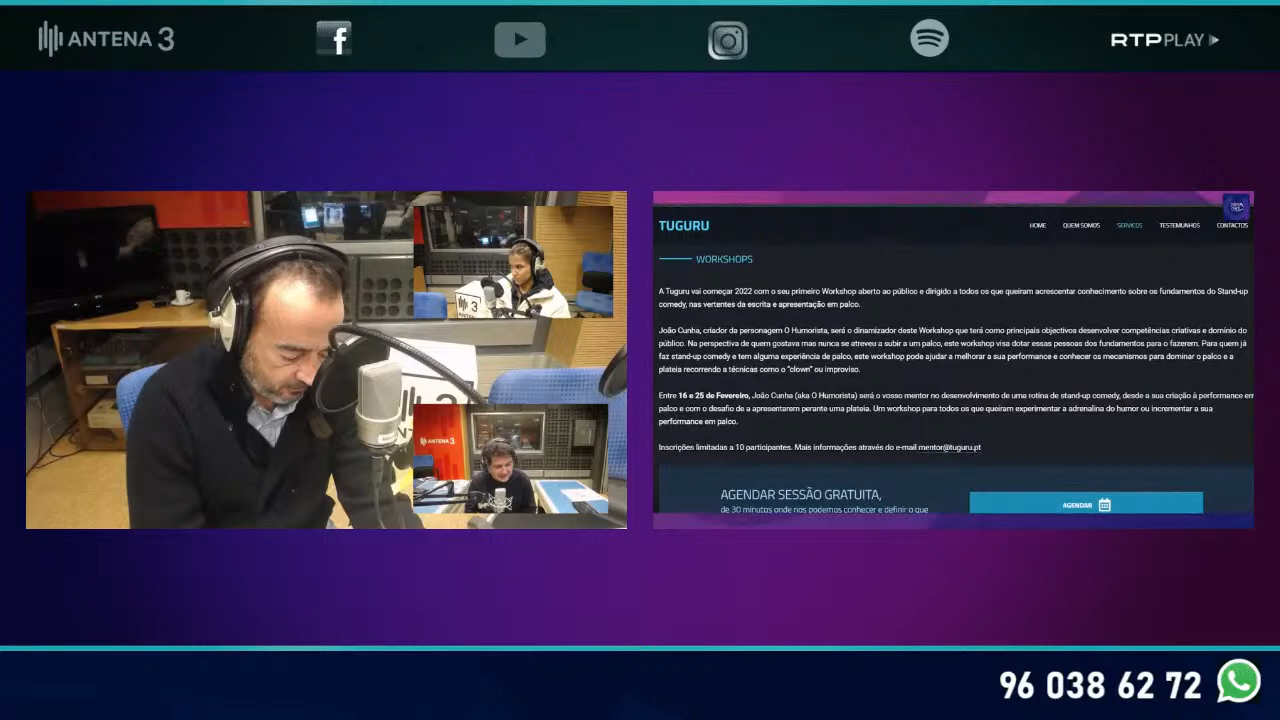 ANTENA 3
f
RTP PLAY
TUGURU
HOME QUEM SOMOS SERVIÇOS TESTEMUNHOS CONTACTOS
WORKSHOPS
A Tuguru vai começar 2022 com o seu primeiro Workshop aberto ao público e dirigido a todos os que queiram acrescentar conhecimento sobre os fundamentos do Stand-up
comedy, nas vertentes da escrita e apresentação em palco.
João Cunha, criador da personagem O Humorista, será o dinamizador deste Workshop que terá como principais objectivos desenvolver competências criativas e domínio do
público. Na perspectiva de quem gostava mas nunca se atreveu a subir a um palco, este workshop visa dotar essas pessoas dos fundamentos para o fazerem. Para quem já
faz stand-up comedy e tem alguma experiência de palco, este workshop pode ajudar a melhorar a sua performance e conhecer os mecanismos para dominar o palco e a
plateia recorrendo a técnicas como o "clown" ou improviso.
Entre 16 e 25 de Fevereiro, João Cunha (aka O Humorista) será o vosso mentor no desenvolvimento de uma rotina de stand-up comedy, desde a sua criação à performance em
palco e com o desafio de a apresentarem perante uma plateia. Um workshop para todos os que queiram experimentar a adrenalina do humor ou incrementar a sua
performance em palco.
Inscrições limitadas a 10 participantes. Mais informações através do e-mail mentor@tuguru.pt
AGENDAR SESSÃO GRATUITA,
de 30 minutos onde nos podemos conhecer e definir o que
AGENDAR
3
ANTENA 3
96 038 62 72